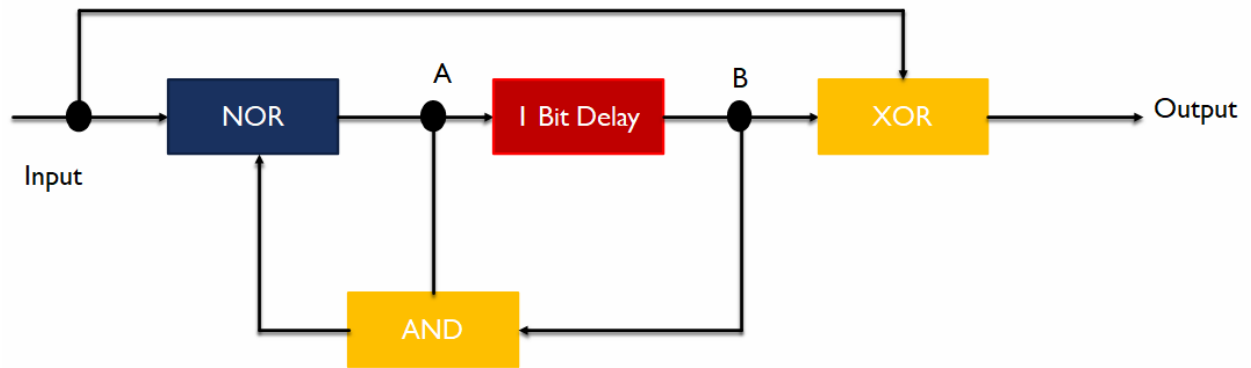 A
B
NOR
1 Bit Delay
XOR
Output
Input
AND